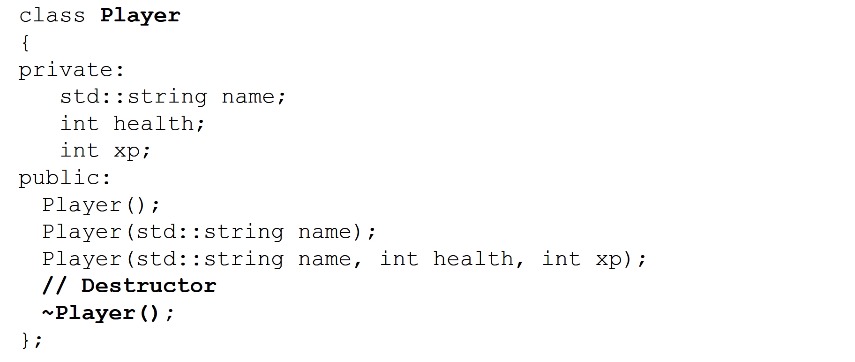 class Player
{
private:
std::string name;
int health;
int xp;
public:
Player();
Player(std::string name);
Player(std::string name, int health, int xp);
// Destructor
~Player();
};